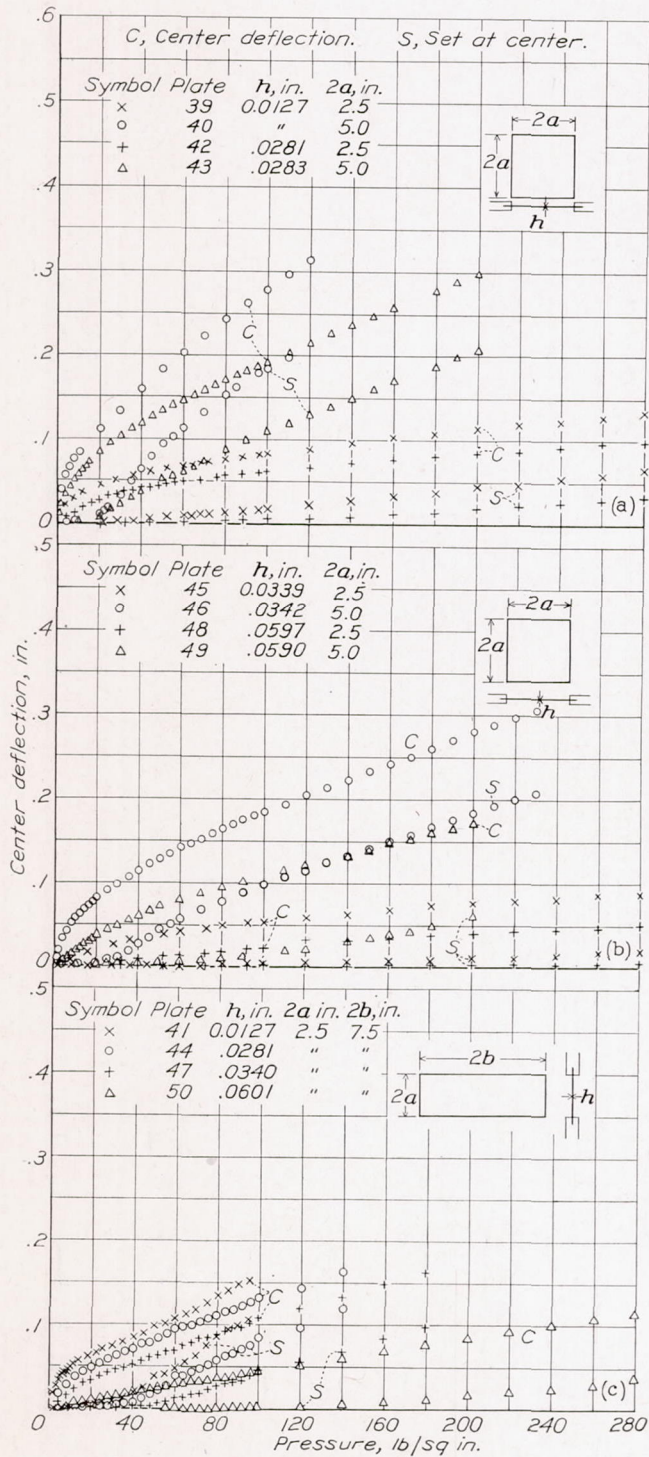 .6
C, Center deflection. S, Set at center.
Symbol Plate h, in. 2a, in.
× 39 0.0127 2.5
○ 40 " 5.0
+ 42 .0281 2.5
△ 43 .0283 5.0
.5
.4
.3
.2
.1
0
2a
2a
h
C
S
C
S
(a)
.5
Symbol Plate h, in. 2a, in.
× 45 0.0339 2.5
○ 46 .0342 5.0
+ 48 .0597 2.5
△ 49 .0590 5.0
.4
.3
.2
.1
0
2a
2a
h
C
S
C
C
S
(b)
Center deflection, in.
.5
Symbol Plate h, in. 2a in. 2b, in.
× 41 0.0127 2.5 7.5
○ 44 .0281 " "
+ 47 .0340 " "
△ 50 .0601 " "
.4
.3
.2
.1
0
2b
2a
h
C
S
C
S
(c)
0 40 80 120 160 200 240 280
Pressure, lb/sq in.